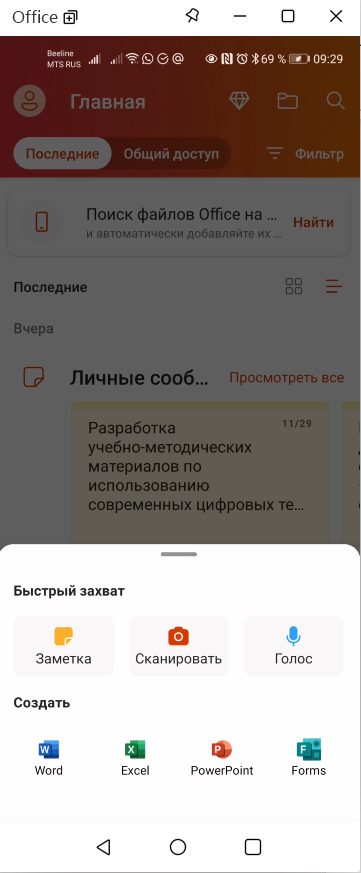 Office
Beeline
MTS RUS
69 % 09:29
Главная
Последние Общий доступ Фильтр
Поиск файлов Office на ...
и автоматически добавляйте их ...
Найти
Последние
Вчера
Личные сооб... Просмотреть все
Разработка 11/29
учебно-методических
материалов по
использованию
современных цифровых те...
Быстрый захват
Заметка Сканировать Голос
Создать
Word Excel PowerPoint Forms